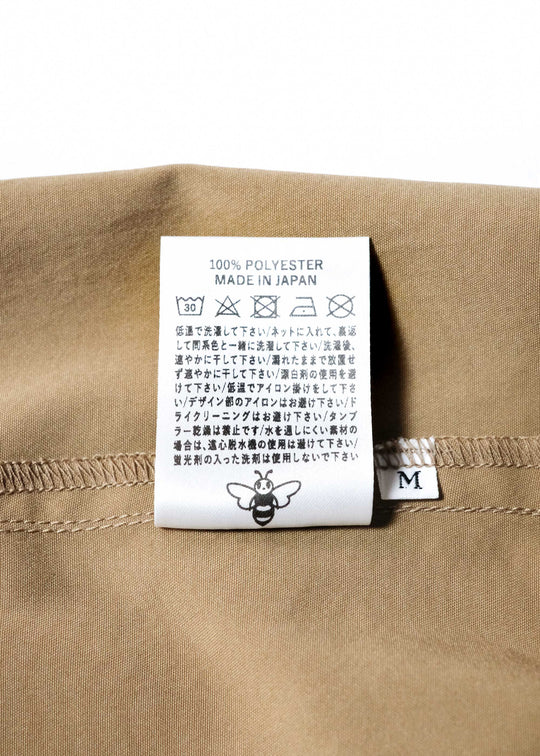 100% POLYESTER
MADE IN JAPAN
30
低温で洗濯して下さい/ネットに入れて、裏返
して同系色と一緒に洗濯して下さい/洗濯後、
速やかに干して下さい/濡れたままで放置せ
ず速やかに干して下さい/漂白剤の使用を避
けて下さい/低温でアイロン掛けをして下さ
い/デザイン部のアイロンはお避け下さい/ド
ライクリーニングはお避け下さい/タンブ
ラー乾燥は禁止です/水を通しにくい素材の
場合は、遠心脱水機の使用は避けて下さい/
蛍光剤の入った洗剤は使用しないで下さい
M